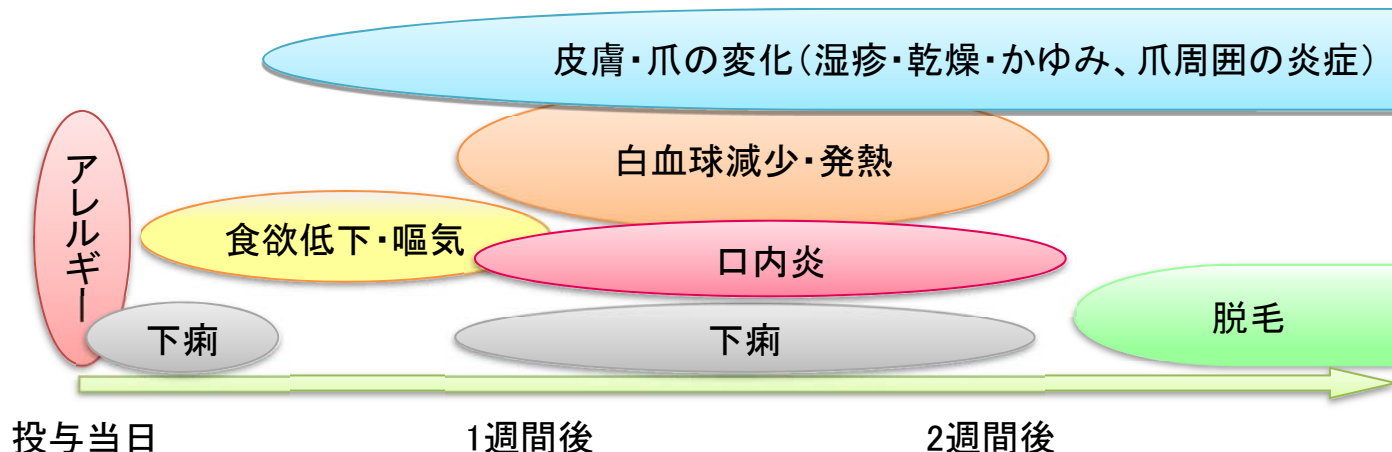 皮膚・爪の変化(湿疹・乾燥・かゆみ、爪周囲の炎症)
アレルギー
白血球減少・発熱
食欲低下・嘔気
口内炎
下痢
下痢
脱毛
投与当日
1週間後
2週間後